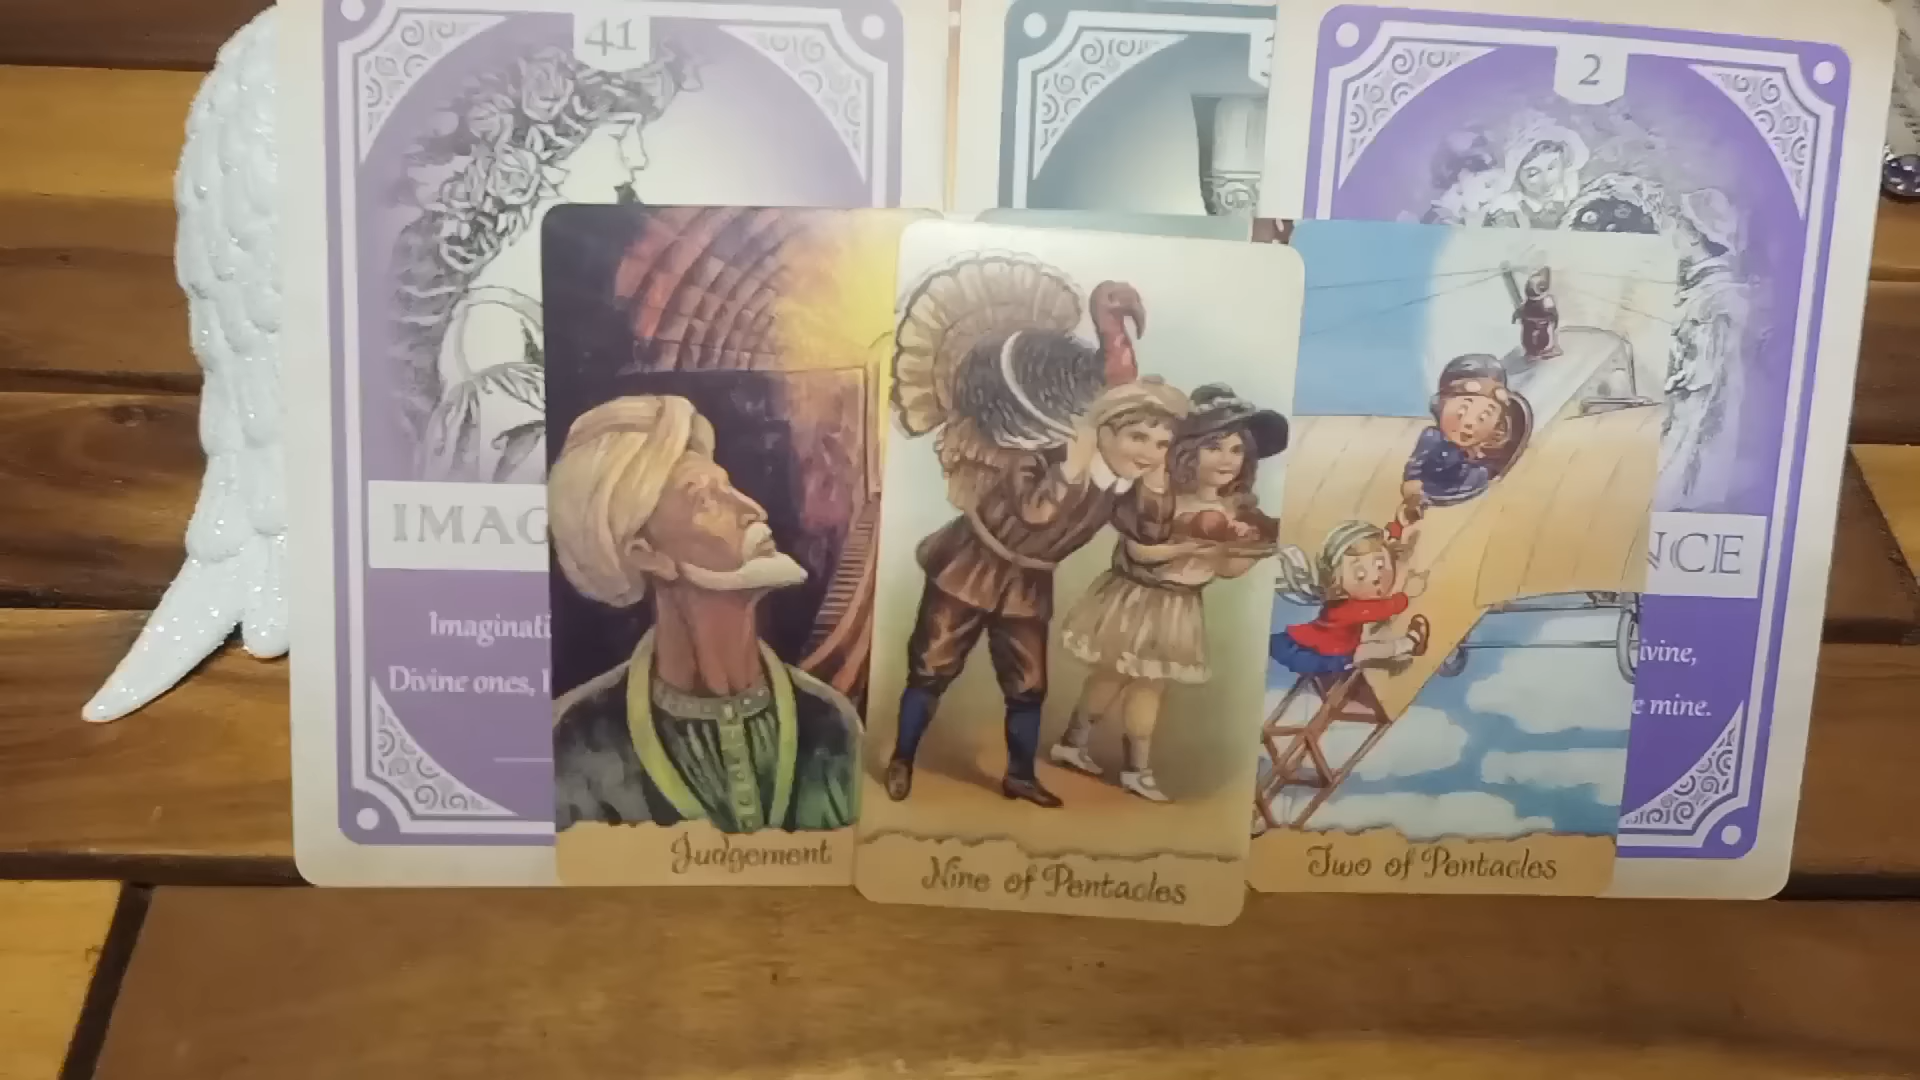 41
2
IMAG
NCE
Imaginati
Divine ones, I
ivine,
e mine.
Judgement
Nine of Pentacles
Two of Pentacles